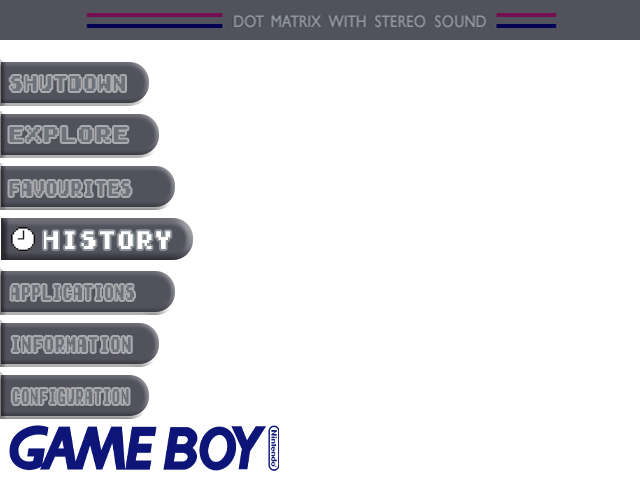 DOT MATRIX WITH STEREO SOUND
SHUTDOWN
EXPLORE
FAVOURITES
HISTORY
APPLICATIONS
INFORMATION
CONFIGURATION
GAME BOY Nintendo